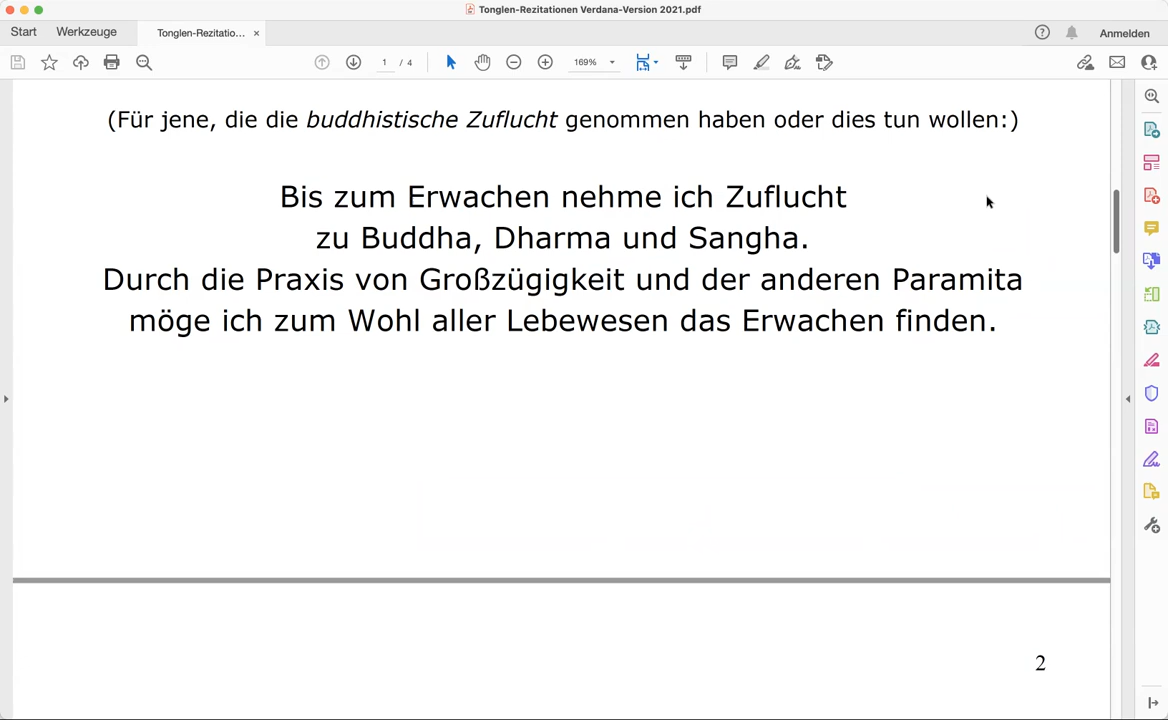 Tonglen-Rezitationen Verdana-Version 2021.pdf
Start Werkzeuge Tonglen-Rezitatio... × Anmelden
1 / 4 169%
(Für jene, die die buddhistische Zuflucht genommen haben oder dies tun wollen:)
Bis zum Erwachen nehme ich Zuflucht
zu Buddha, Dharma und Sangha.
Durch die Praxis von Großzügigkeit und der anderen Paramita
möge ich zum Wohl aller Lebewesen das Erwachen finden.
2